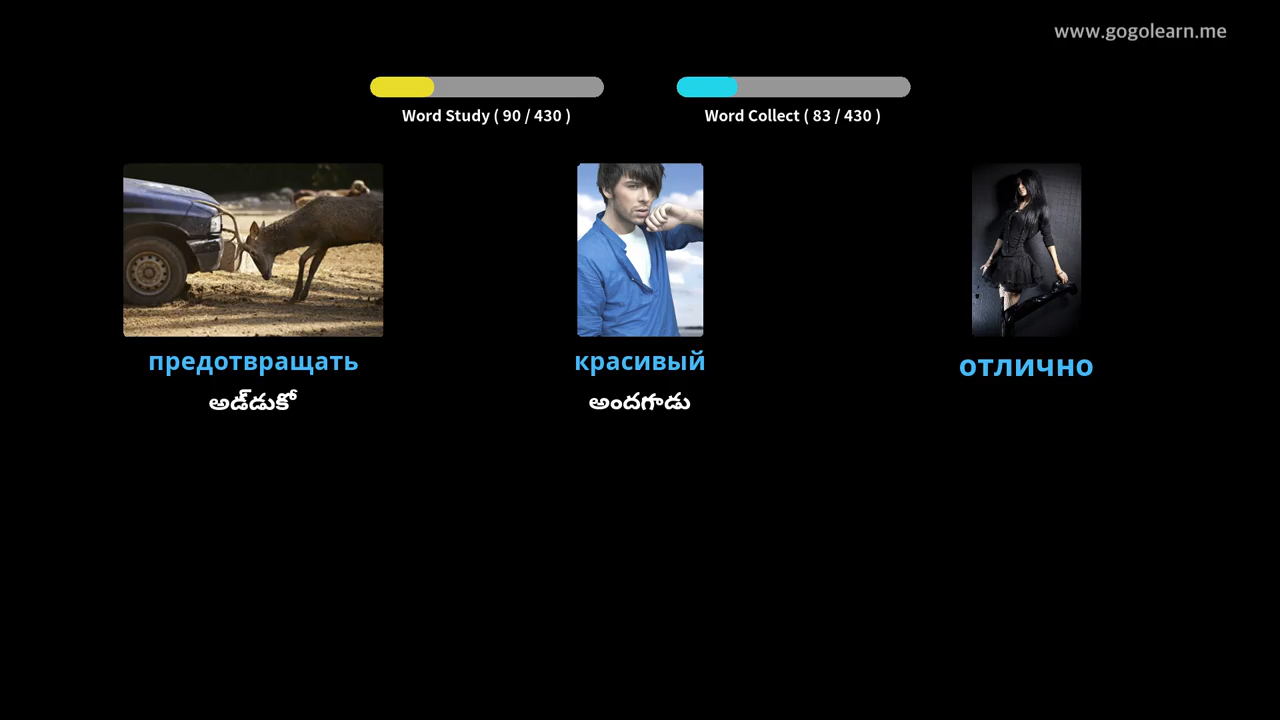 www.gogolearn.me
Word Study ( 90 / 430 )
Word Collect ( 83 / 430 )
предотвращать
красивый
отлично
అడ్డుకో
అందగాడు